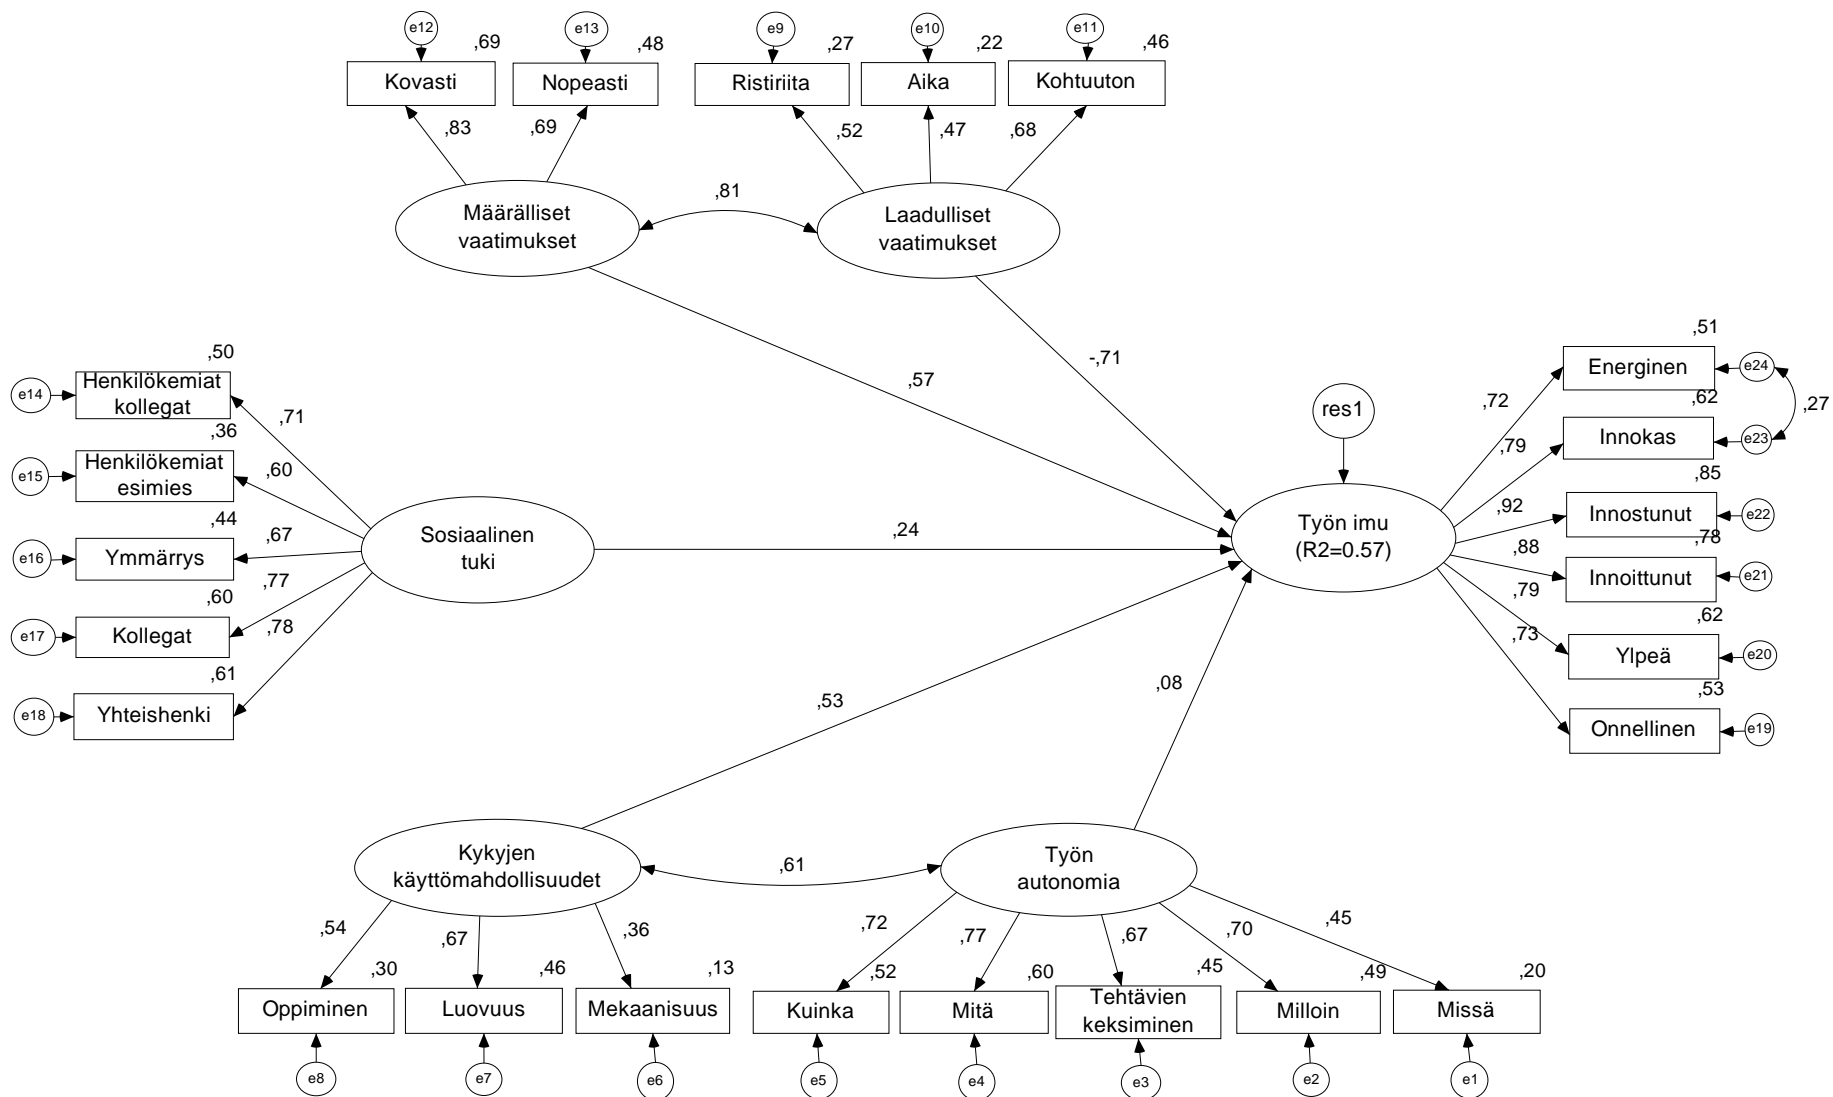 e12
,69
e13
,48
e9
,27
e10
,22
e11
,46
Kovasti
Nopeasti
Ristiriita
Aika
Kohtuuton
,83
,69
,52
,47
,68
,81
Määrälliset
vaatimukset
Laadulliset
vaatimukset
,57
-,71
,50
e14
Henkilökemiat
kollegat
,71
,36
e15
Henkilökemiat
esimies
,60
,44
e16
Ymmärrys
,67
,60
e17
Kollegat
,77
,61
e18
Yhteishenki
,78
Sosiaalinen
tuki
,24
res1
Työn imu
(R2=0.57)
,51
,72
Energinen
e24
,27
,62
,79
Innokas
e23
,85
,92
Innostunut
e22
,78
,88
Innoittunut
e21
,62
,79
Ylpeä
e20
,53
,73
Onnellinen
e19
,53
,08
Kykyjen
käyttömahdollisuudet
,61
Työn
autonomia
,54
,67
,36
,72
,77
,67
,70
,45
,30
,46
,13
,52
,60
,45
,49
,20
Oppiminen
Luovuus
Mekaanisuus
Kuinka
Mitä
Tehtävien
keksiminen
Milloin
Missä
e8
e7
e6
e5
e4
e3
e2
e1